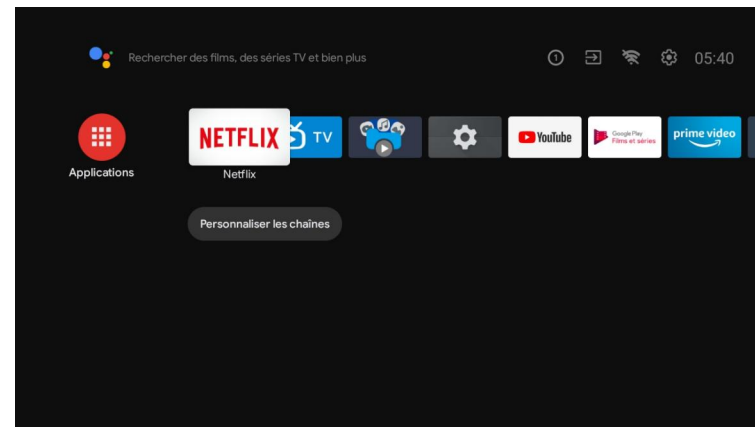 Rechercher des films, des séries TV et bien plus
1
05:40
NETFLIX
TV
YouTube
Google Play
Films et séries
prime video
Applications
Netflix
Personnaliser les chaînes